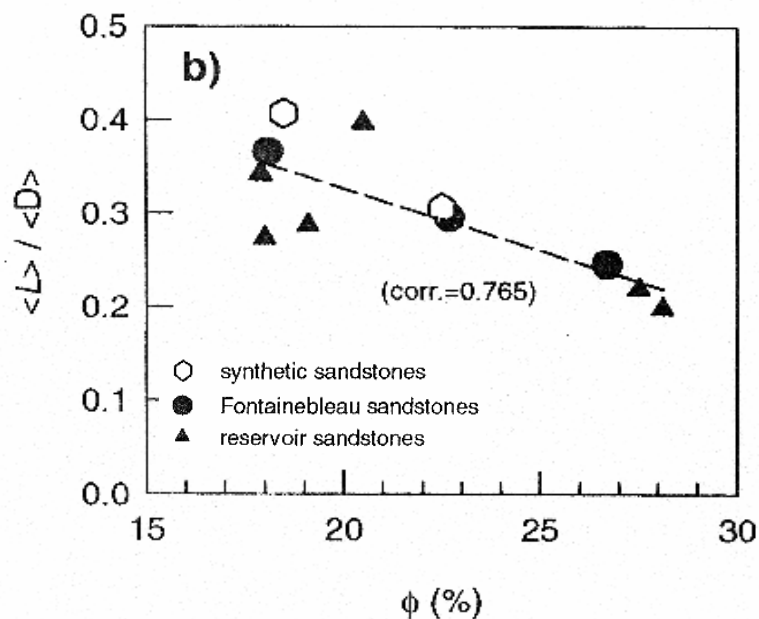 0.5
b)
0.4
0.3
<L> / <D>
(corr.=0.765)
0.2
synthetic sandstones
0.1
Fontainebleau sandstones
reservoir sandstones
0.0
15 20 25 30
ϕ (%)